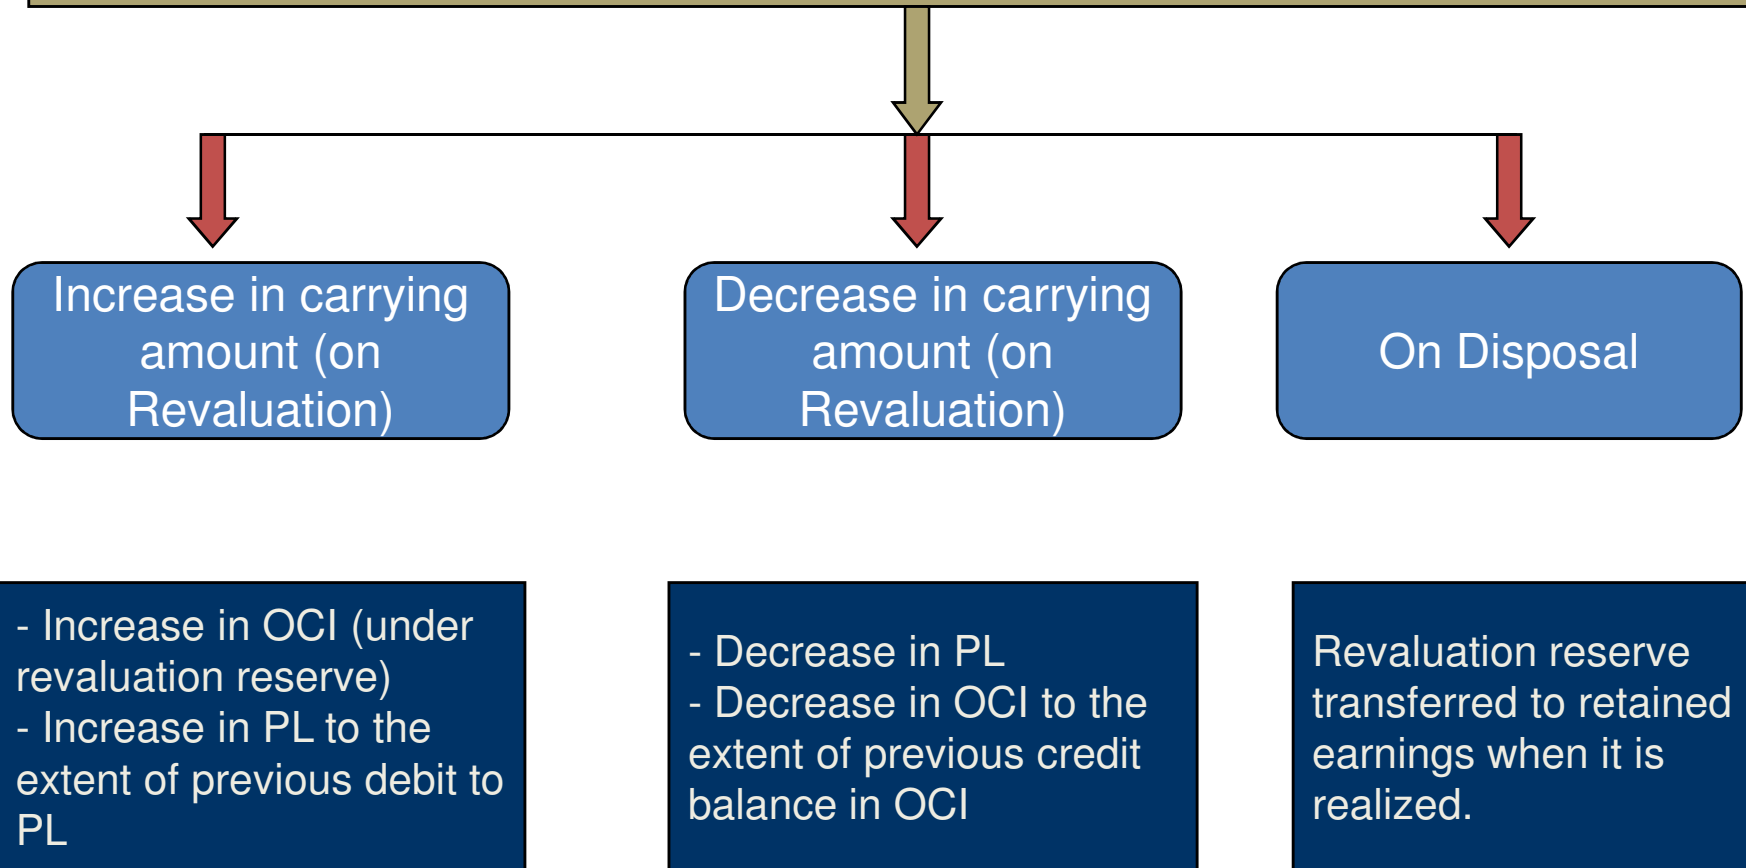 Increase in carrying
amount (on
Revaluation)
Decrease in carrying
amount (on
Revaluation)
On Disposal
- Increase in OCI (under
revaluation reserve)
- Increase in PL to the
extent of previous debit to
PL
- Decrease in PL
- Decrease in OCI to the
extent of previous credit
balance in OCI
Revaluation reserve
transferred to retained
earnings when it is
realized.